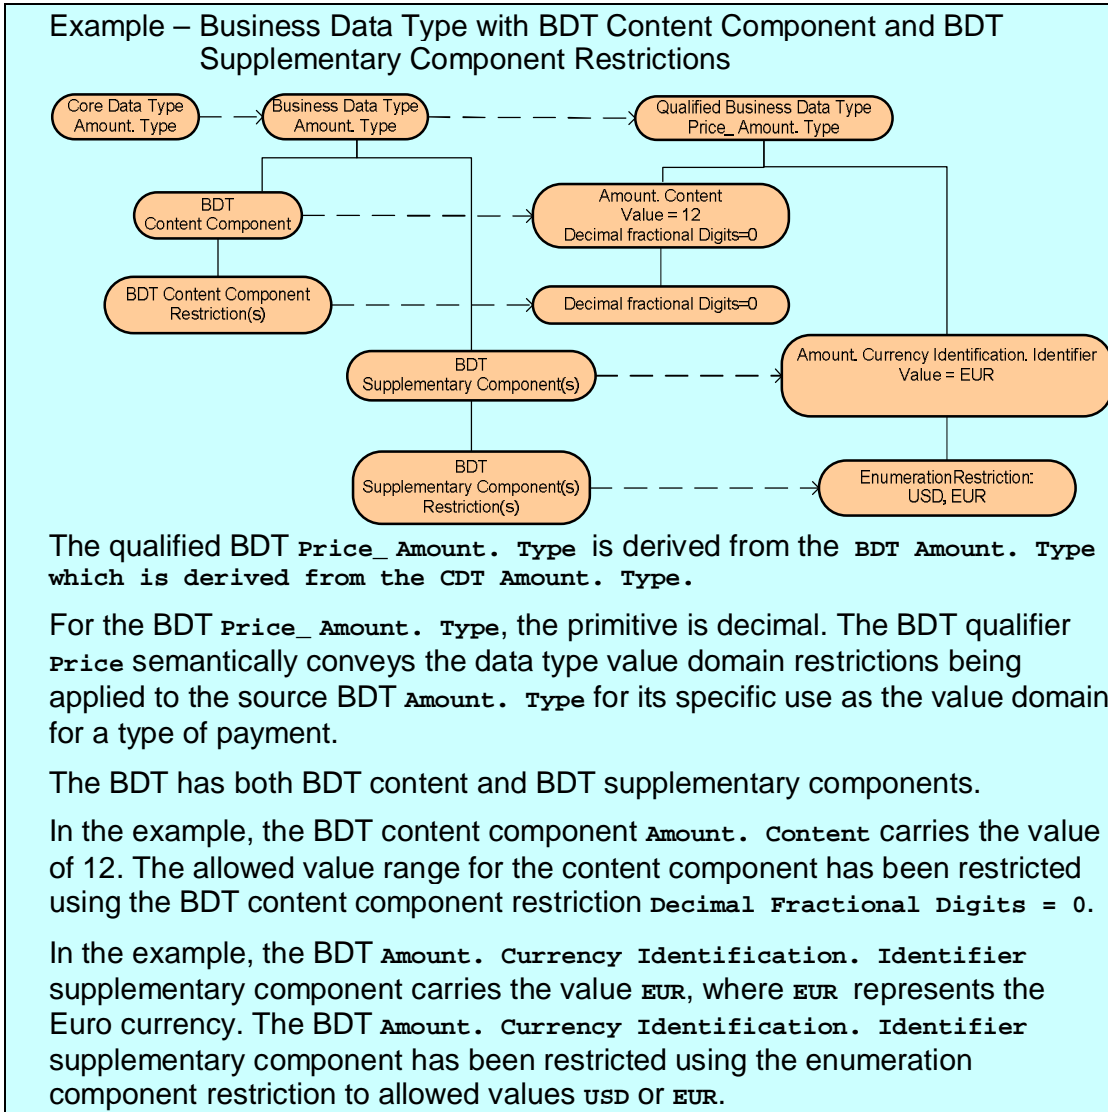 Example – Business Data Type with BDT Content Component and BDT
Supplementary Component Restrictions
Core Data Type
Amount. Type
Business Data Type
Amount. Type
Qualified Business Data Type
Price_ Amount. Type
BDT
Content Component
Amount. Content
Value = 12
Decimal fractional Digits=0
BDT Content Component
Restriction(s)
Decimal fractional Digits=0
BDT
Supplementary Component(s)
Amount. Currency Identification. Identifier
Value = EUR
BDT
Supplementary Component(s)
Restriction(s)
EnumerationRestriction:
USD, EUR
The qualified BDT Price_ Amount. Type is derived from the BDT Amount. Type
which is derived from the CDT Amount. Type.
For the BDT Price_ Amount. Type, the primitive is decimal. The BDT qualifier
Price semantically conveys the data type value domain restrictions being
applied to the source BDT Amount. Type for its specific use as the value domain
for a type of payment.
The BDT has both BDT content and BDT supplementary components.
In the example, the BDT content component Amount. Content carries the value
of 12. The allowed value range for the content component has been restricted
using the BDT content component restriction Decimal Fractional Digits = 0.
In the example, the BDT Amount. Currency Identification. Identifier
supplementary component carries the value EUR, where EUR represents the
Euro currency. The BDT Amount. Currency Identification. Identifier
supplementary component has been restricted using the enumeration
component restriction to allowed values USD or EUR.